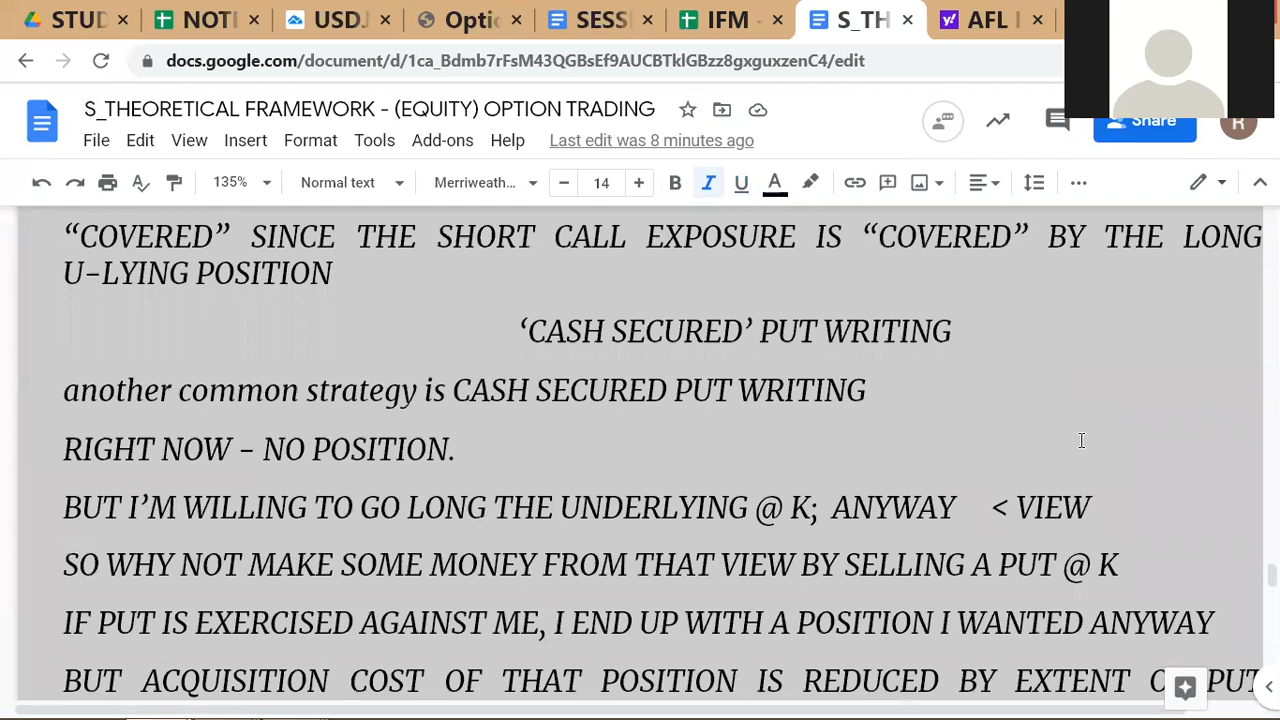 STUD
NOTI
USDJ
Optio
SESSI
IFM -
S_TH
AFL
docs.google.com/document/d/1ca_Bdmb7rFsM43QGBsEf9AUCBTklGBzz8gxguxzenC4/edit
S_THEORETICAL FRAMEWORK - (EQUITY) OPTION TRADING
Share
R
File Edit View Insert Format Tools Add-ons Help Last edit was 8 minutes ago
135% Normal text Merriweath... 14 B I U A
“COVERED” SINCE THE SHORT CALL EXPOSURE IS “COVERED” BY THE LONG
U-LYING POSITION
‘CASH SECURED’ PUT WRITING
another common strategy is CASH SECURED PUT WRITING
RIGHT NOW - NO POSITION.
BUT I’M WILLING TO GO LONG THE UNDERLYING @ K; ANYWAY < VIEW
SO WHY NOT MAKE SOME MONEY FROM THAT VIEW BY SELLING A PUT @ K
IF PUT IS EXERCISED AGAINST ME, I END UP WITH A POSITION I WANTED ANYWAY
BUT ACQUISITION COST OF THAT POSITION IS REDUCED BY EXTENT PUT